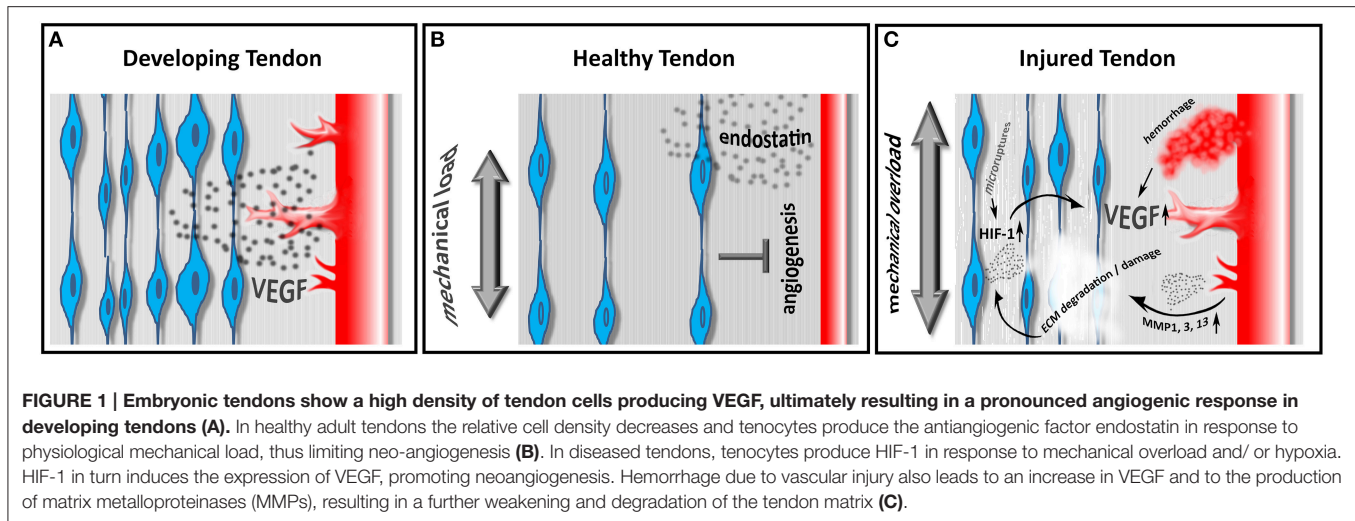 A
Developing Tendon
VEGF
B
Healthy Tendon
mechanical load
endostatin
angiogenesis
C
Injured Tendon
mechanical overload
microruptures
hemorrhage
HIF-1
VEGF
ECM degradation / damage
MMP1, 3, 13
FIGURE 1 | Embryonic tendons show a high density of tendon cells producing VEGF, ultimately resulting in a pronounced angiogenic response in
developing tendons (A). In healthy adult tendons the relative cell density decreases and tenocytes produce the antiangiogenic factor endostatin in response to
physiological mechanical load, thus limiting neo-angiogenesis (B). In diseased tendons, tenocytes produce HIF-1 in response to mechanical overload and/ or hypoxia.
HIF-1 in turn induces the expression of VEGF, promoting neoangiogenesis. Hemorrhage due to vascular injury also leads to an increase in VEGF and to the production
of matrix metalloproteinases (MMPs), resulting in a further weakening and degradation of the tendon matrix (C).